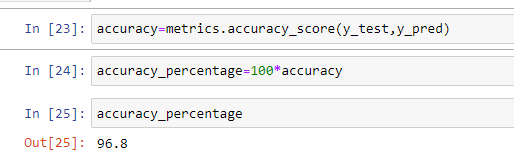 In [23]: accuracy=metrics.accuracy_score(y_test,y_pred)
In [24]: accuracy_percentage=100*accuracy
In [25]: accuracy_percentage
Out[25]: 96.8